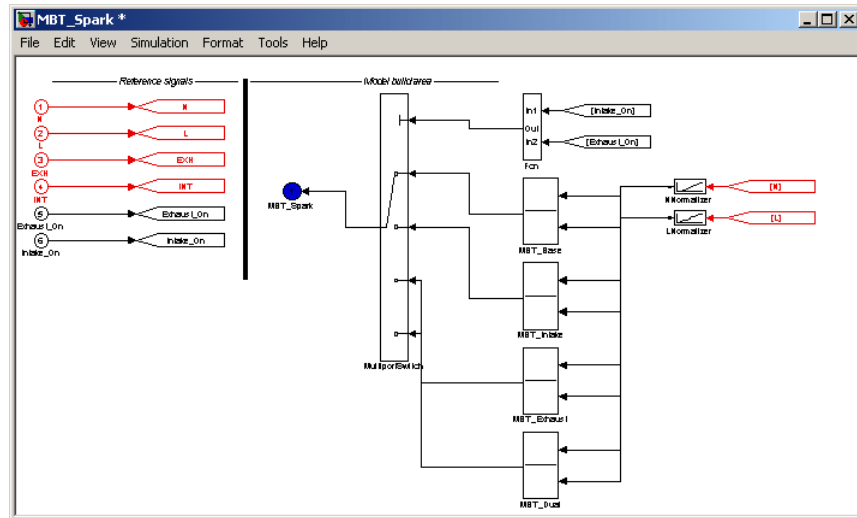 MBT_Spark *
File Edit View Simulation Format Tools Help
Reference signals
Model build area
1
N
N
2
L
L
3
EXH
EXH
4
INT
INT
5
Exhaust_On
Exhaust_On
6
Intake_On
Intake_On
1
MBT_Spark
MultiportSwitch
In1
Out
In2
Fcn
[Intake_On]
[Exhaust_On]
MBT_Base
MBT_Intake
MBT_Exhaust
MBT_Dual
NNormalizer
[N]
LNormalizer
[L]